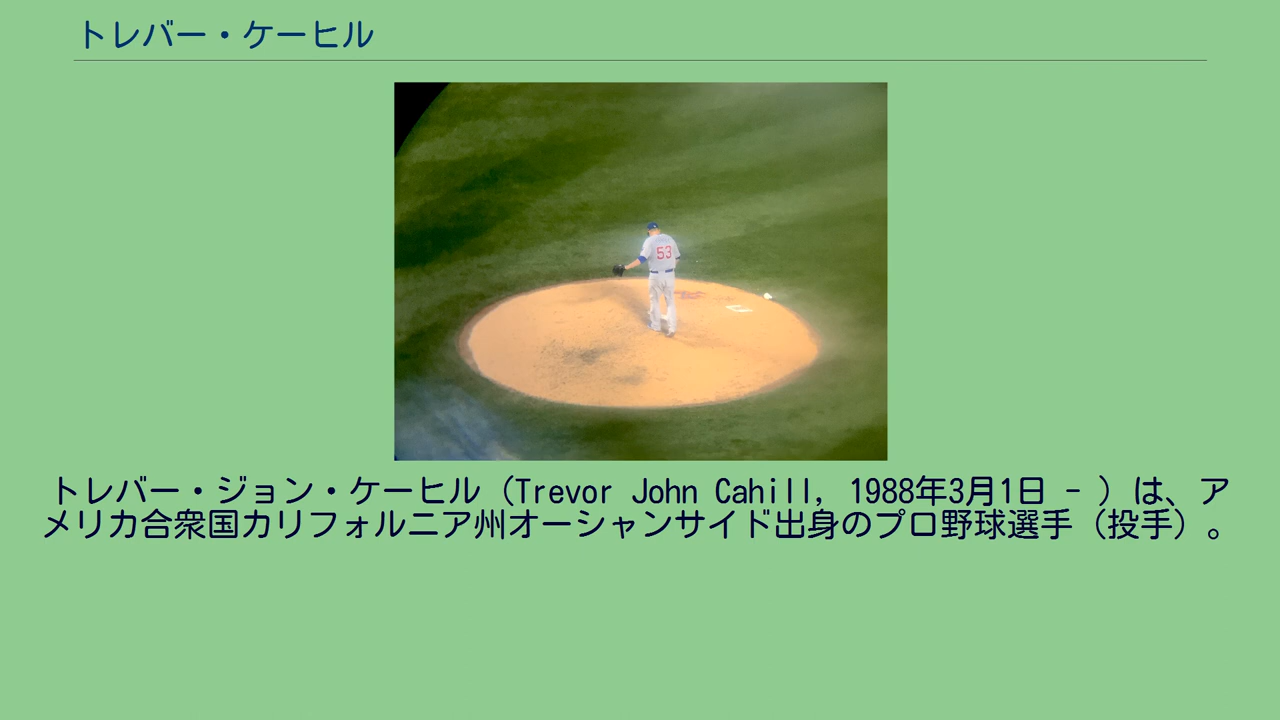 トレバー・ケーヒル
53
トレバー・ジョン・ケーヒル（Trevor John Cahill, 1988年3月1日 - ）は、ア
メリカ合衆国カリフォルニア州オーシャンサイド出身のプロ野球選手（投手）。